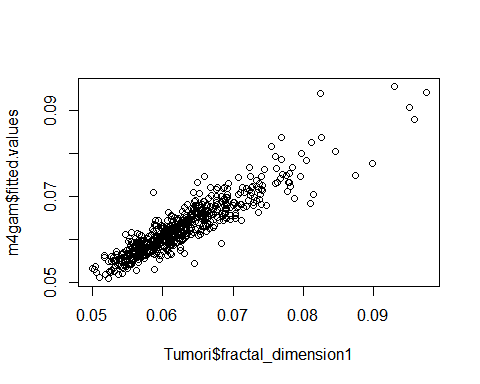 m4gam$fitted.values
0.09
0.07
0.05
0.05 0.06 0.07 0.08 0.09
Tumori$fractal_dimension1